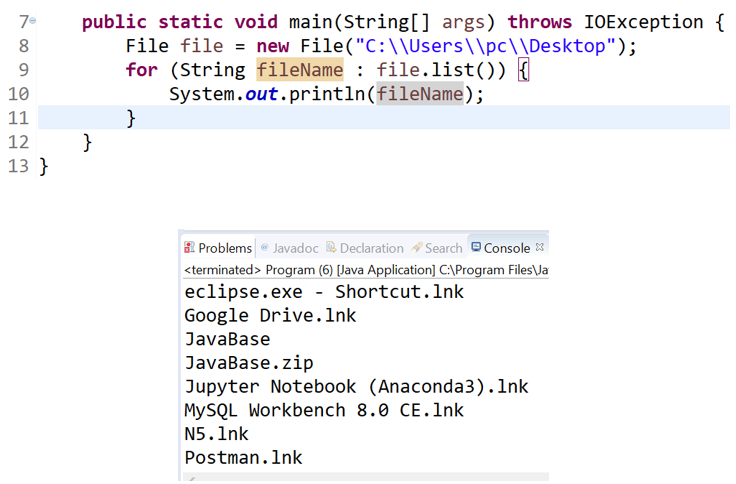 7 public static void main(String[] args) throws IOException {
8 File file = new File("C:\\Users\\pc\\Desktop");
9 for (String fileName : file.list()) {
10 System.out.println(fileName);
11 }
12 }
13 }
Problems Javadoc Declaration Search Console
<terminated> Program (6) [Java Application] C:\Program Files\Ja
eclipse.exe - Shortcut.lnk
Google Drive.lnk
JavaBase
JavaBase.zip
Jupyter Notebook (Anaconda3).lnk
MySQL Workbench 8.0 CE.lnk
N5.lnk
Postman.lnk